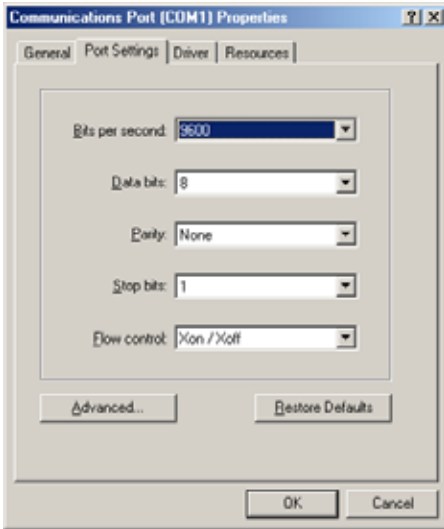 Communications Port (COM1) Properties
General Port Settings Driver Resources
Bits per second: 9600
Data bits: 8
Parity: None
Stop bits: 1
Flow control: Xon / Xoff
Advanced... Restore Defaults
OK Cancel